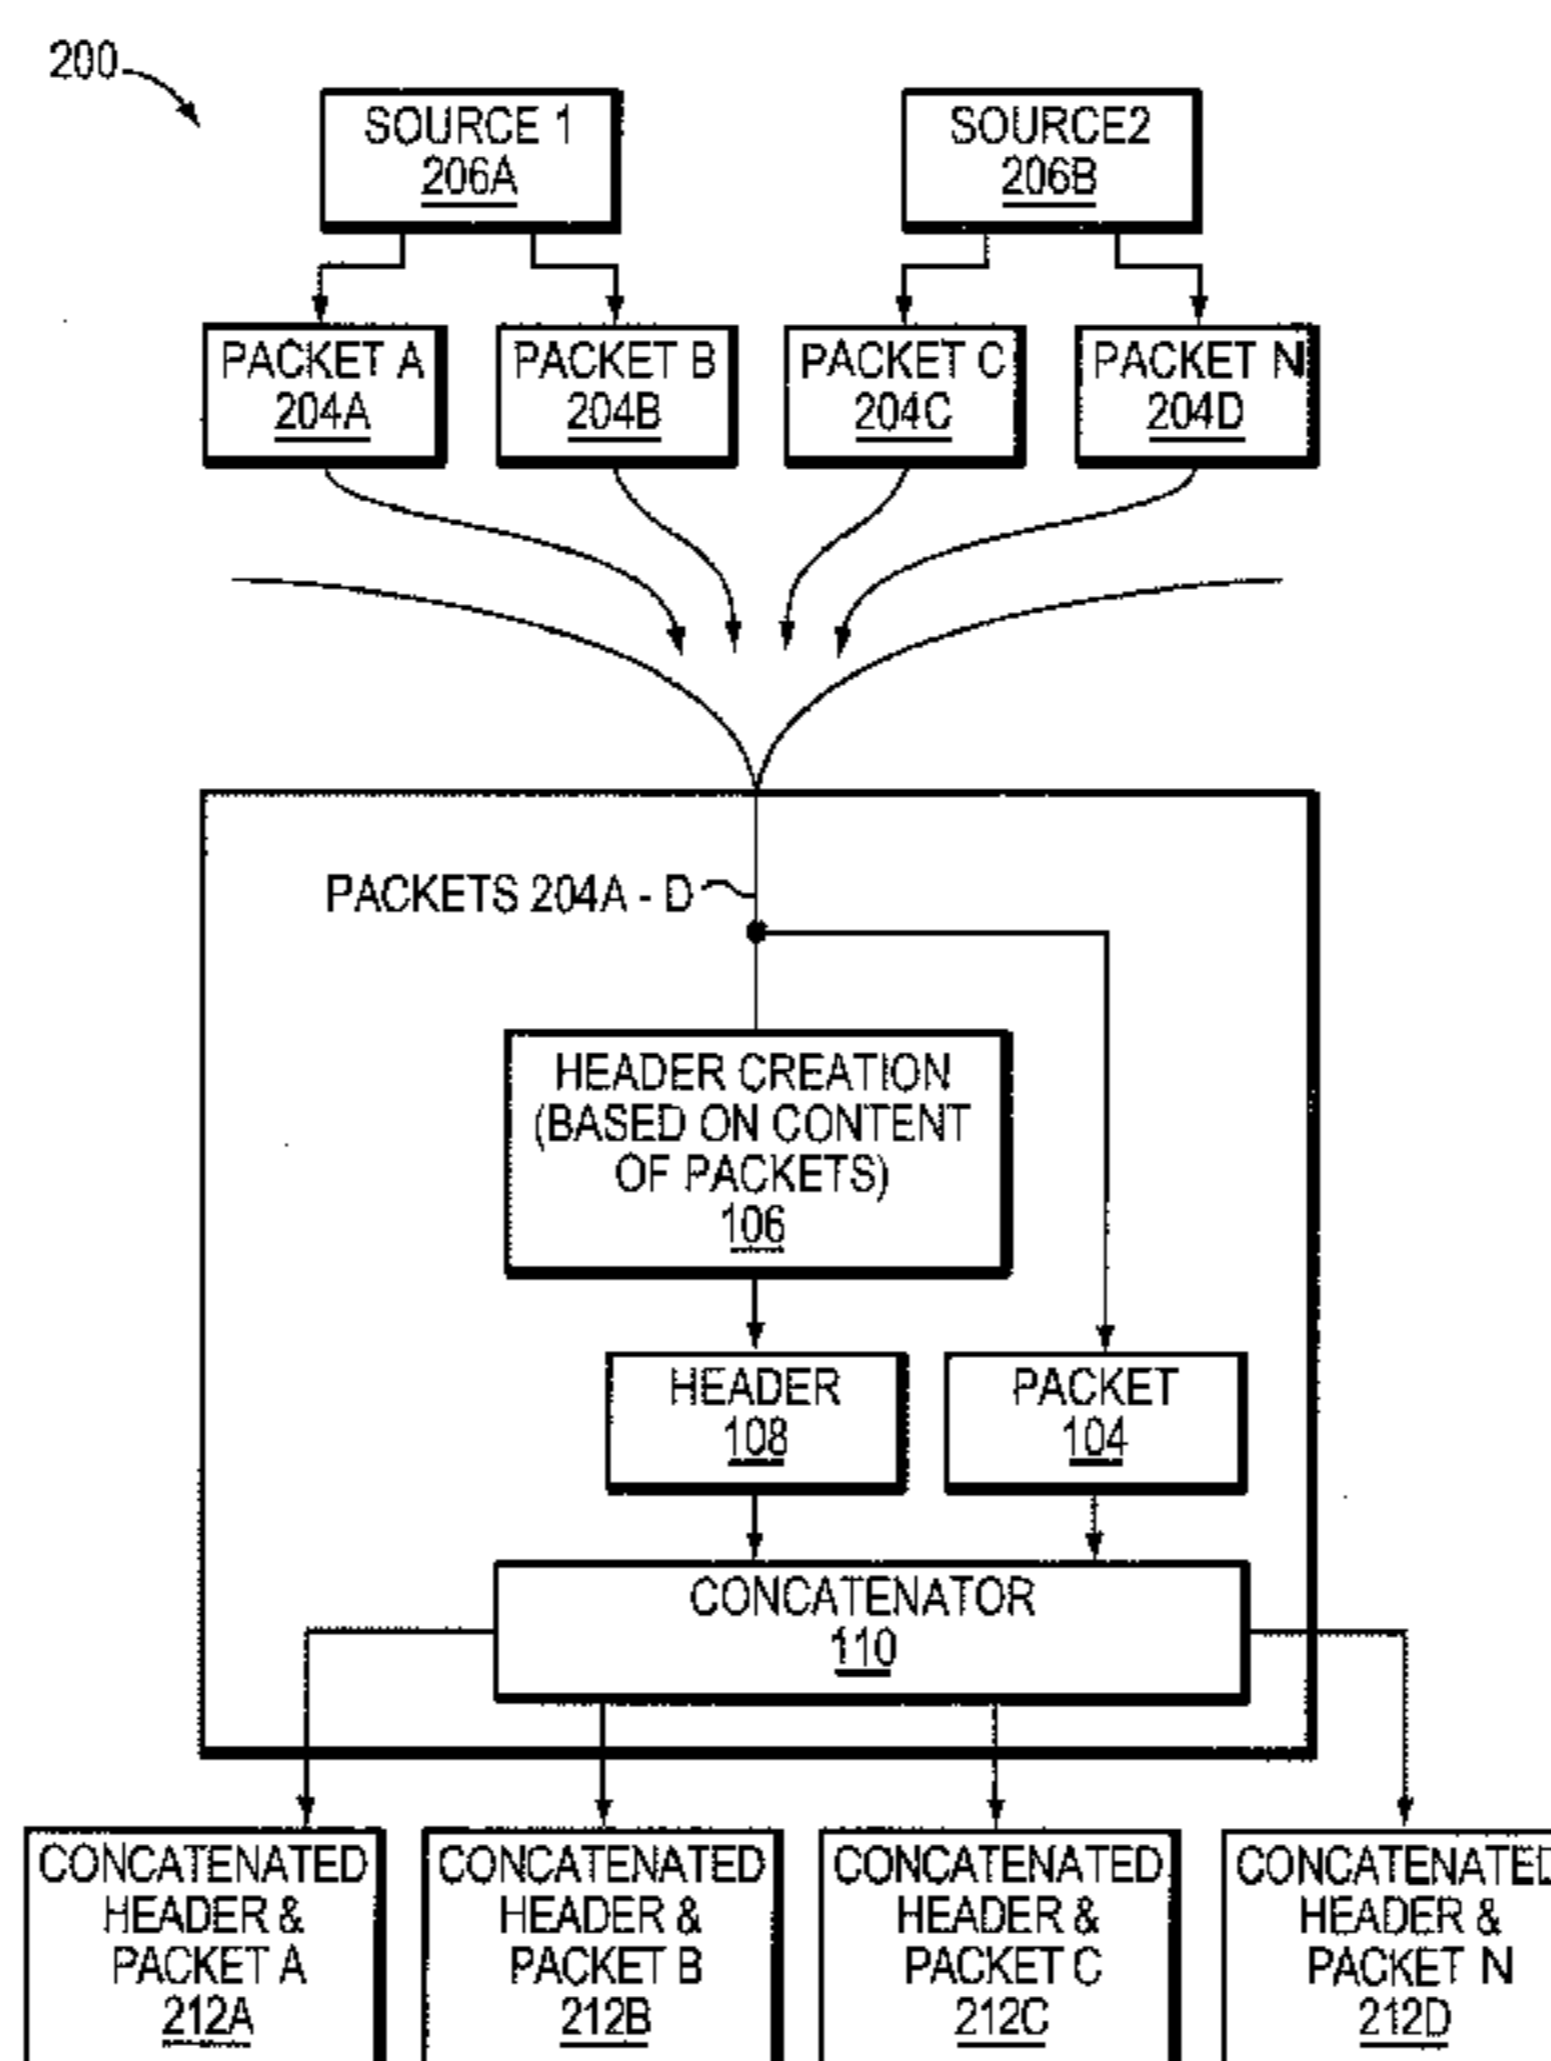 200
SOURCE 1
206A
SOURCE2
206B
PACKET A
204A
PACKET B
204B
PACKET C
204C
PACKET N
204D
PACKETS 204A - D
HEADER CREATION
(BASED ON CONTENT
OF PACKETS)
106
HEADER
108
PACKET
104
CONCATENATOR
110
CONCATENATED
HEADER &
PACKET A
212A
CONCATENATED
HEADER &
PACKET B
212B
CONCATENATED
HEADER &
PACKET C
212C
CONCATENATED
HEADER &
PACKET N
212D